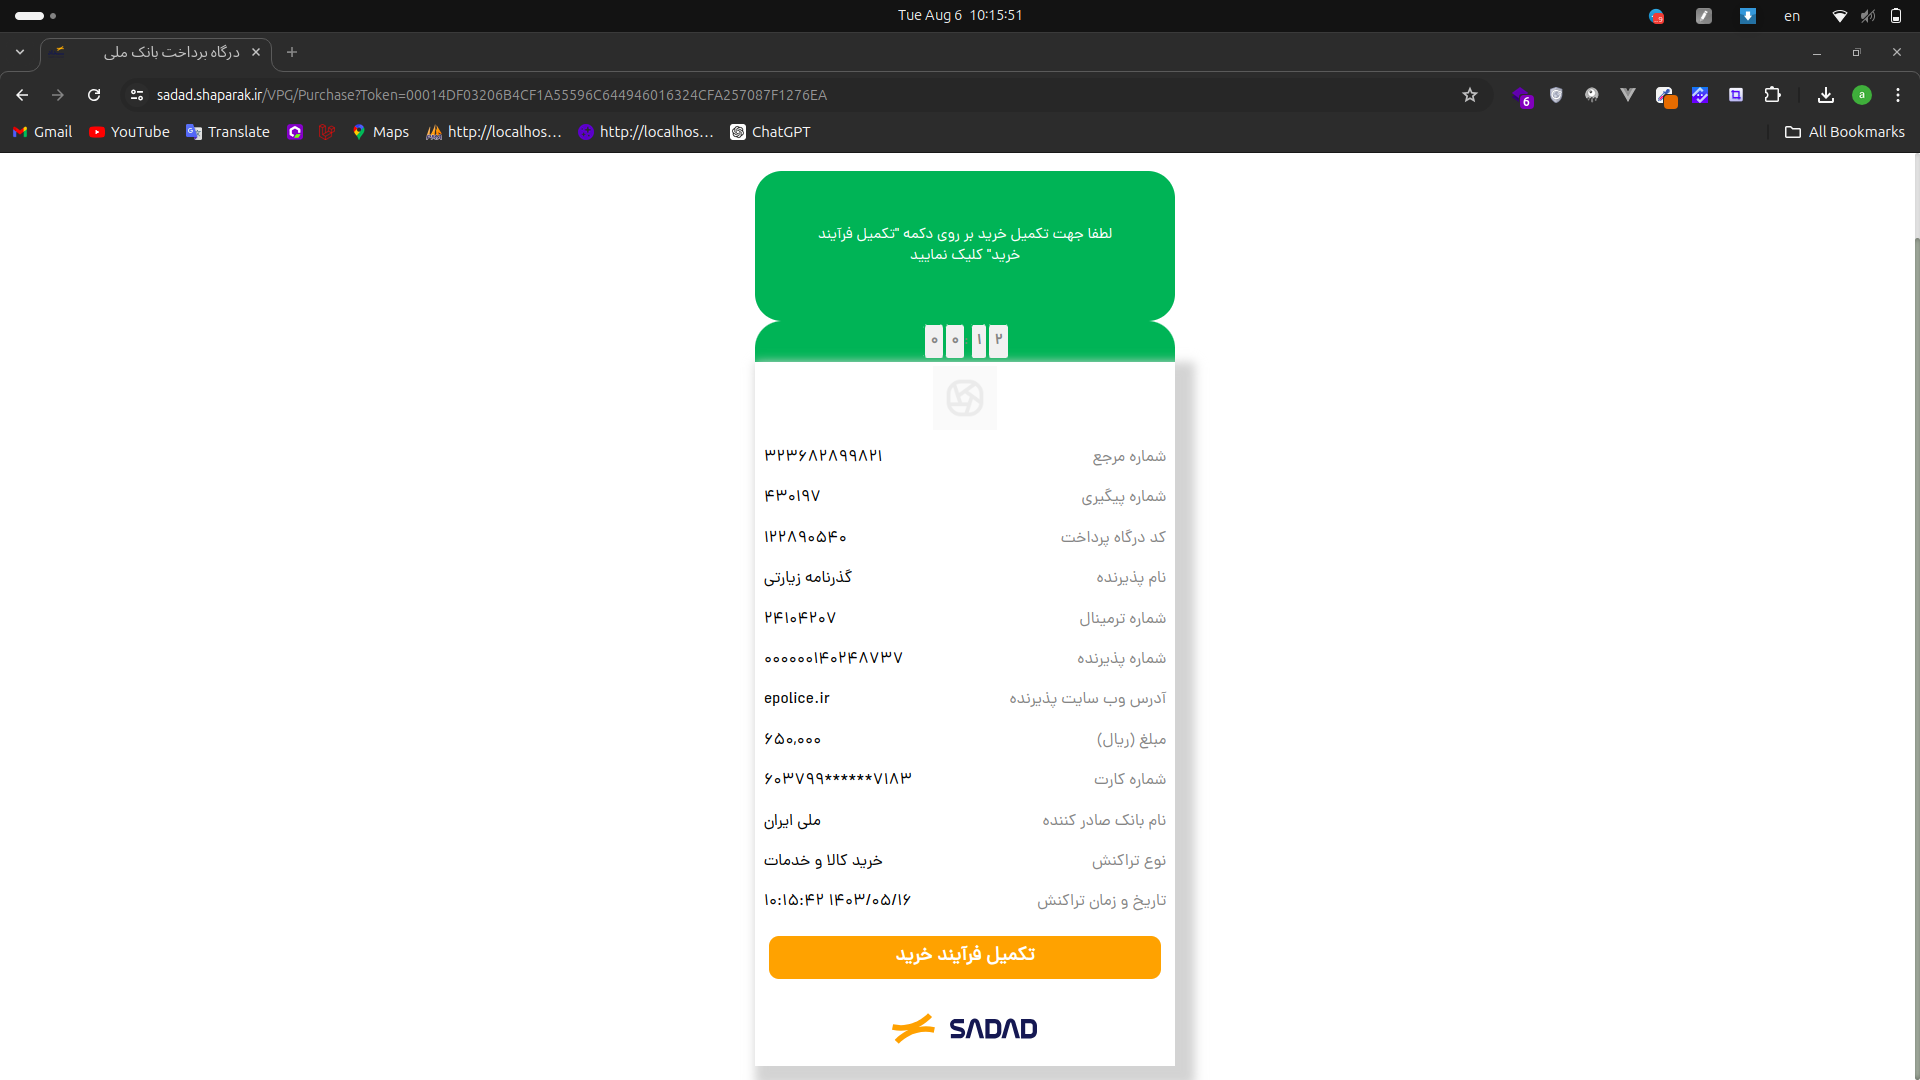 Tue Aug 6 10:15:51
en
درگاه پرداخت بانک ملی
sadad.shaparak.ir/VPG/Purchase?Token=00014DF03206B4CF1A55596C644946016324CFA257087F1276EA
6
a
Gmail
YouTube
Translate
Maps
http://localhos…
http://localhos…
ChatGPT
All Bookmarks
لطفا جهت تکمیل خرید بر روی دکمه "تکمیل فرآیند
خرید" کلیک نمایید
۰۰ ۱۲
شماره مرجع ۳۲۳۶۸۲۸۹۹۸۲۱
شماره پیگیری ۴۳۰۱۹۷
کد درگاه پرداخت ۱۲۲۸۹۰۵۴۰
نام پذیرنده گذرنامه زیارتی
شماره ترمینال ۲۴۱۰۴۲۰۷
شماره پذیرنده ۰۰۰۰۰۰۱۴۰۲۴۸۷۳۷
آدرس وب سایت پذیرنده epolice.ir
مبلغ (ریال) ۶۵۰,۰۰۰
شماره کارت ۶۰۳۷۹۹******۷۱۸۳
نام بانک صادر کننده ملی ایران
نوع تراکنش خرید کالا و خدمات
تاریخ و زمان تراکنش ۱۴۰۳/۰۵/۱۶ ۱۰:۱۵:۴۲
تکمیل فرآیند خرید
SADAD